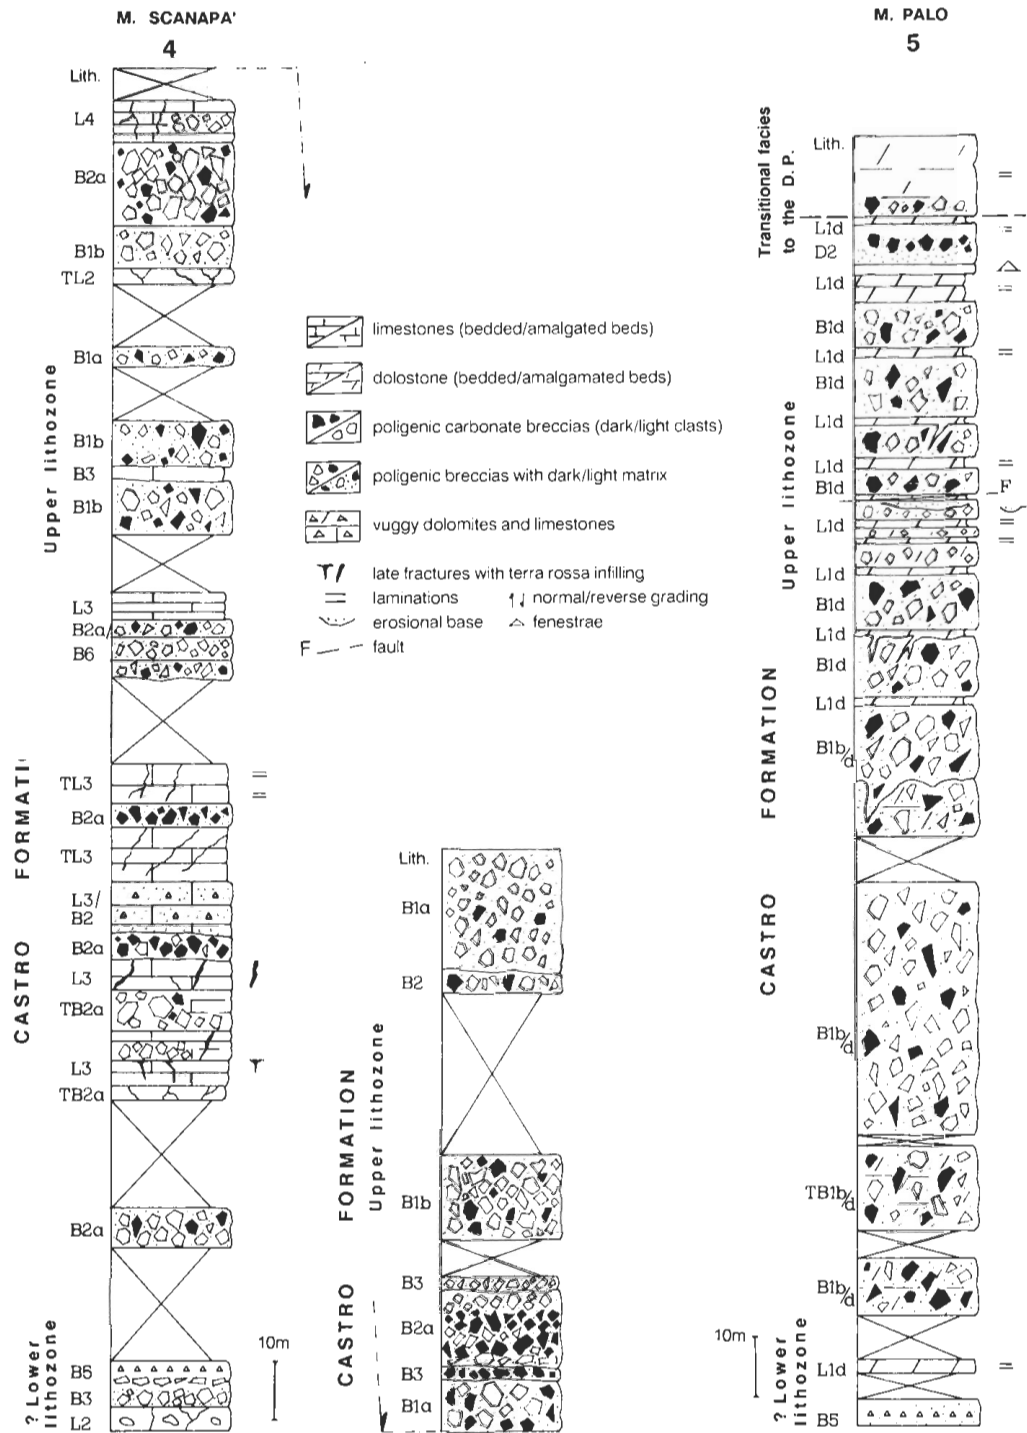 M. SCANAPA'
4
Lith.
L4
B2a
B1b
TL2
B1a
B1b
B3
B1b
L3
B2a/
B6
TL3
B2a
TL3
L3/
B2
B2a
L3
TB2a
L3
TB2a
B2a
B5
B3
L2
Upper lithozone
CASTRO FORMATI
? Lower
lithozone
10m
limestones (bedded/amalgated beds)
dolostone (bedded/amalgamated beds)
poligenic carbonate breccias (dark/light clasts)
poligenic breccias with dark/light matrix
vuggy dolomites and limestones
late fractures with terra rossa infilling
laminations
normal/reverse grading
erosional base
fenestrae
F
fault
Lith.
B1a
B2
B1b
B3
B2a
B3
B1a
CASTRO FORMATION
Upper lithozone
M. PALO
5
Lith.
L1d
D2
L1d
B1d
L1d
B1d
L1d
L1d
B1d
F
L1d
L1d
B1d
L1d
B1d
L1d
B1b/d
B1b/d
TB1b/d
B1b/d
L1d
B5
Transitional facies
to the D.P.
Upper lithozone
CASTRO FORMATION
? Lower
lithozone
10m